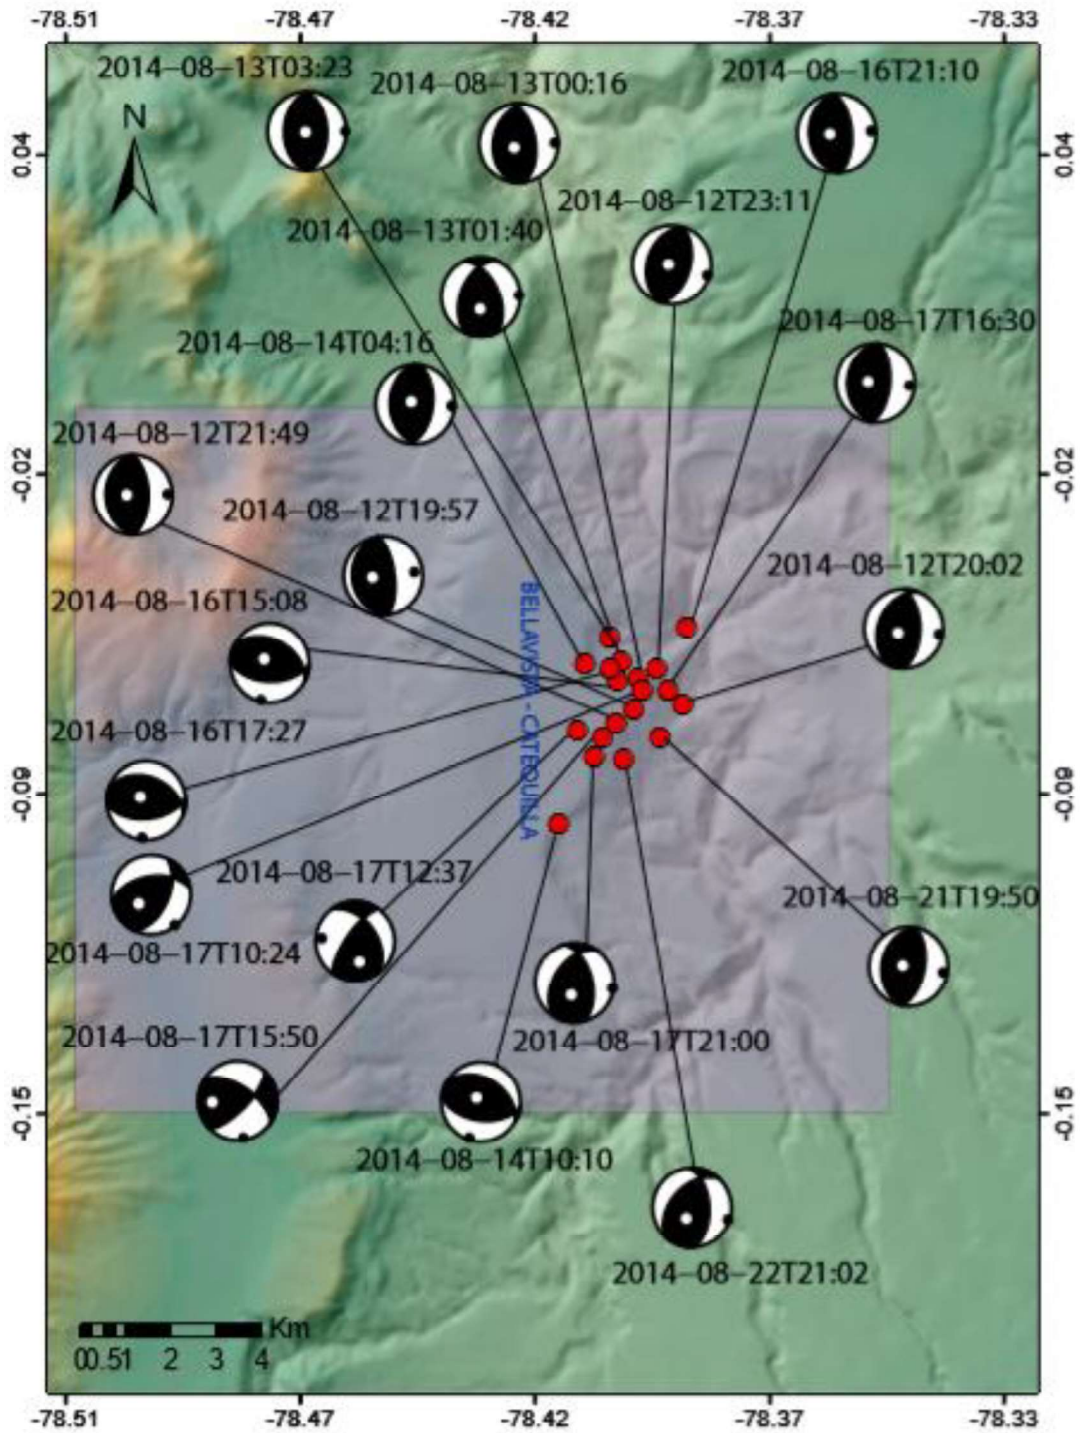 -78.51 -78.47 -78.42 -78.37 -78.33
2014-08-13T03:23
2014-08-13T00:16
2014-08-16T21:10
N
0.04
0.04
2014-08-12T23:11
2014-08-13T01:40
2014-08-17T16:30
2014-08-14T04:16
2014-08-12T21:49
-0.02
-0.02
2014-08-12T19:57
2014-08-12T20:02
2014-08-16T15:08
BELLAVISTA - CATEQUILLA
2014-08-16T17:27
-0.09
-0.09
2014-08-17T12:37
2014-08-21T19:50
2014-08-17T10:24
2014-08-17T15:50
2014-08-17T21:00
-0.15
-0.15
2014-08-14T10:10
2014-08-22T21:02
Km
00.51 2 3 4
-78.51 -78.47 -78.42 -78.37 -78.33